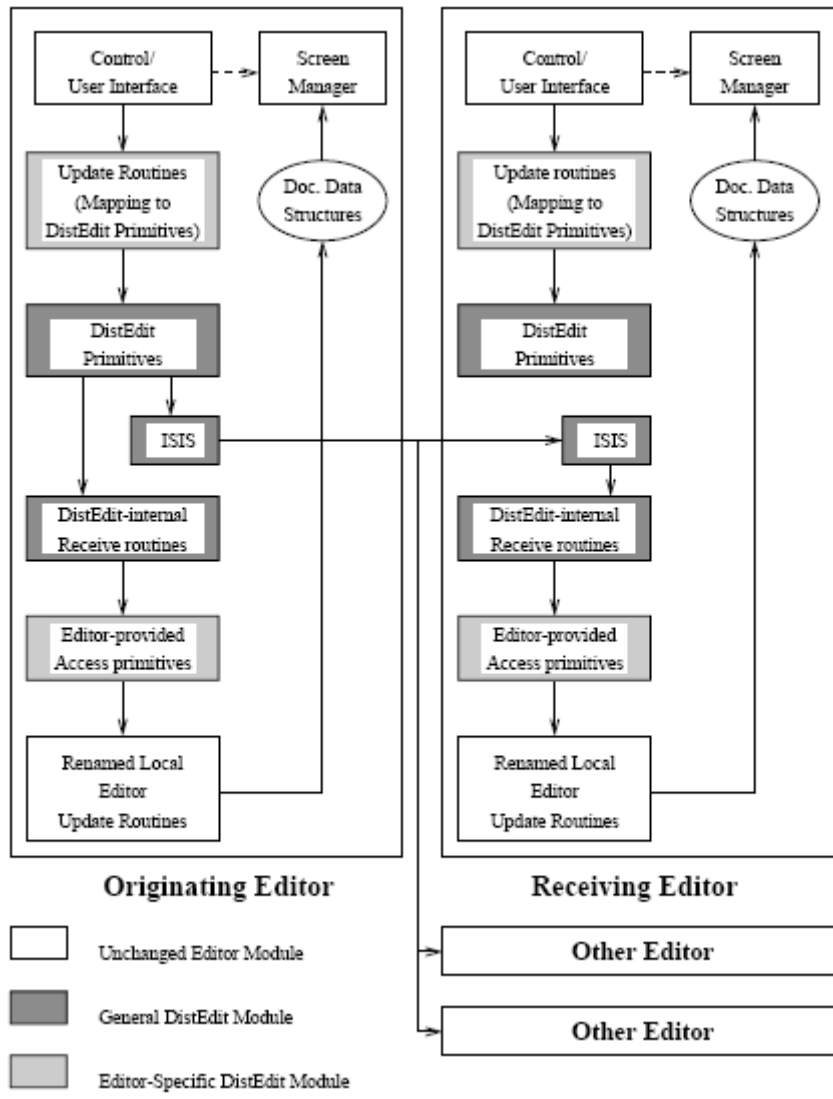 Control/
User Interface
Screen
Manager
Update Routines
(Mapping to
DistEdit Primitives)
Doc. Data
Structures
DistEdit
Primitives
ISIS
DistEdit-internal
Receive routines
Editor-provided
Access primitives
Renamed Local
Editor
Update Routines
Originating Editor
Control/
User Interface
Screen
Manager
Update routines
(Mapping to
DistEdit Primitives)
Doc. Data
Structures
DistEdit
Primitives
ISIS
DistEdit-internal
Receive routines
Editor-provided
Access primitives
Renamed Local
Editor
Update Routines
Receiving Editor
Other Editor
Other Editor
Unchanged Editor Module
General DistEdit Module
Editor-Specific DistEdit Module